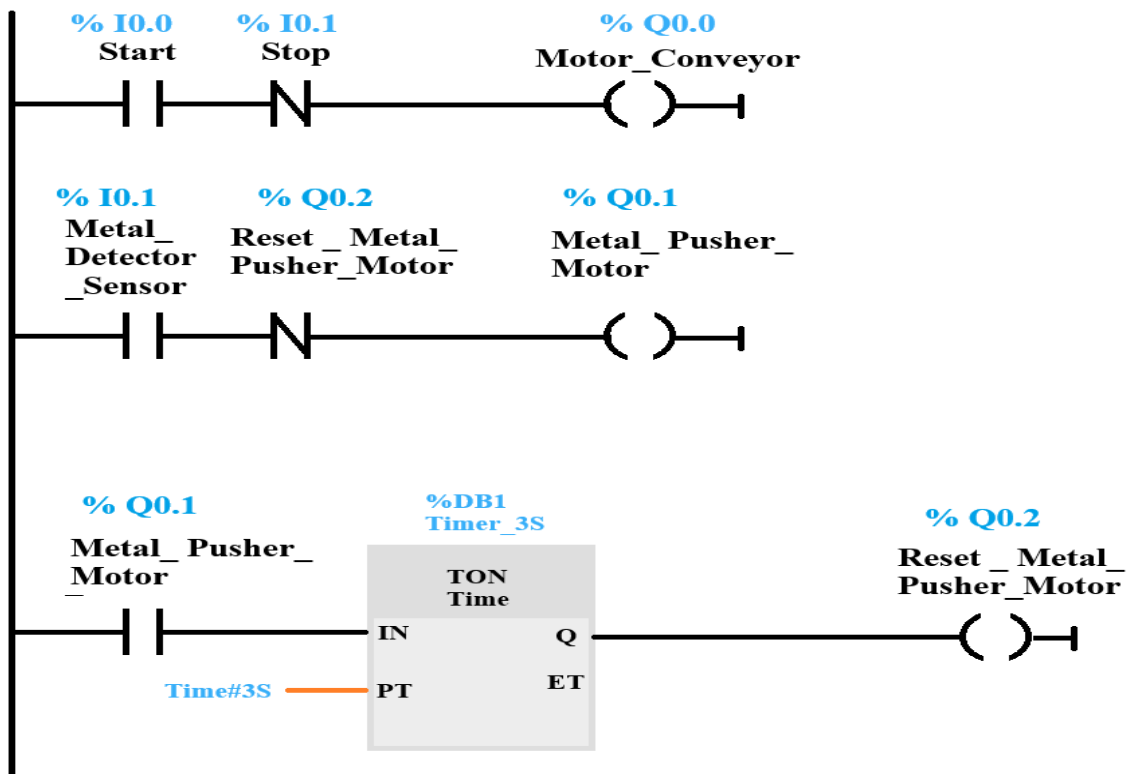 % I0.0
Start
% I0.1
Stop
% Q0.0
Motor_Conveyor
% I0.1
Metal_
Detector
_Sensor
% Q0.2
Reset _ Metal_
Pusher_Motor
% Q0.1
Metal_ Pusher_
Motor
% Q0.1
Metal_ Pusher_
Motor
_
%DB1
Timer_3S
TON
Time
IN
Q
Time#3S
PT
ET
% Q0.2
Reset _ Metal_
Pusher_Motor